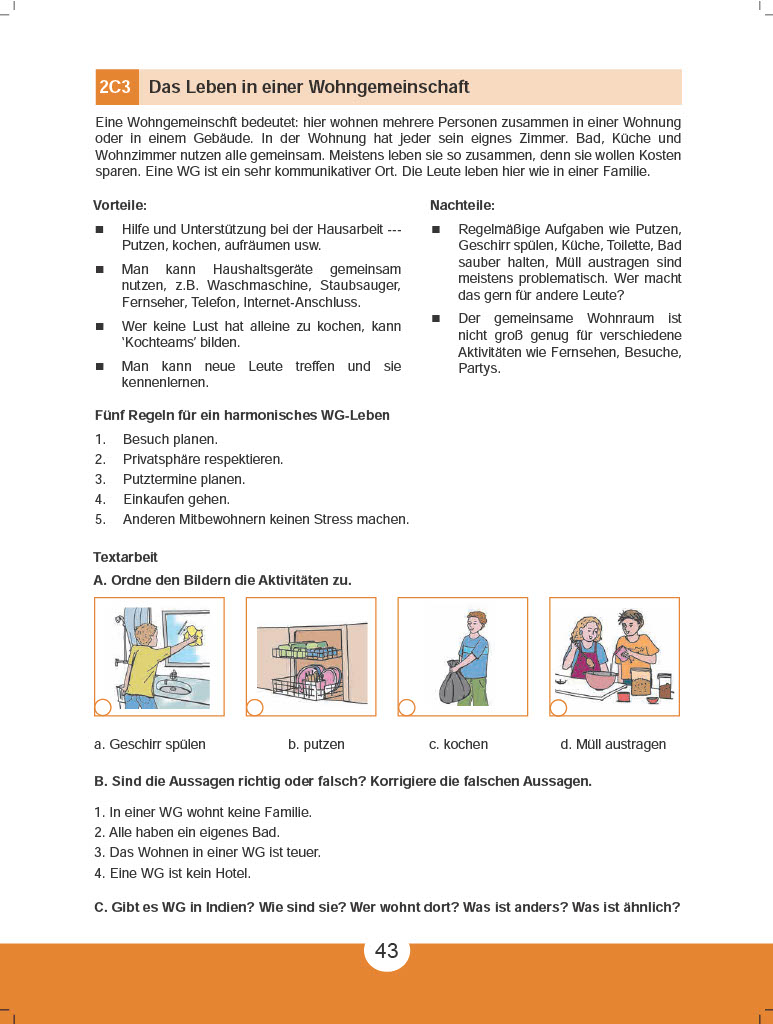 2C3 Das Leben in einer Wohngemeinschaft
Eine Wohngemeinschft bedeutet: hier wohnen mehrere Personen zusammen in einer Wohnung
oder in einem Gebäude. In der Wohnung hat jeder sein eignes Zimmer. Bad, Küche und
Wohnzimmer nutzen alle gemeinsam. Meistens leben sie so zusammen, denn sie wollen Kosten
sparen. Eine WG ist ein sehr kommunikativer Ort. Die Leute leben hier wie in einer Familie.
Vorteile:
■ Hilfe und Unterstützung bei der Hausarbeit ---
Putzen, kochen, aufräumen usw.
■ Man kann Haushaltsgeräte gemeinsam
nutzen, z.B. Waschmaschine, Staubsauger,
Fernseher, Telefon, Internet-Anschluss.
■ Wer keine Lust hat alleine zu kochen, kann
‘Kochteams’ bilden.
■ Man kann neue Leute treffen und sie
kennenlernen.
Nachteile:
■ Regelmäßige Aufgaben wie Putzen,
Geschirr spülen, Küche, Toilette, Bad
sauber halten, Müll austragen sind
meistens problematisch. Wer macht
das gern für andere Leute?
■ Der gemeinsame Wohnraum ist
nicht groß genug für verschiedene
Aktivitäten wie Fernsehen, Besuche,
Partys.
Fünf Regeln für ein harmonisches WG-Leben
1. Besuch planen.
2. Privatsphäre respektieren.
3. Putztermine planen.
4. Einkaufen gehen.
5. Anderen Mitbewohnern keinen Stress machen.
Textarbeit
A. Ordne den Bildern die Aktivitäten zu.
a. Geschirr spülen b. putzen c. kochen d. Müll austragen
B. Sind die Aussagen richtig oder falsch? Korrigiere die falschen Aussagen.
1. In einer WG wohnt keine Familie.
2. Alle haben ein eigenes Bad.
3. Das Wohnen in einer WG ist teuer.
4. Eine WG ist kein Hotel.
C. Gibt es WG in Indien? Wie sind sie? Wer wohnt dort? Was ist anders? Was ist ähnlich?
43